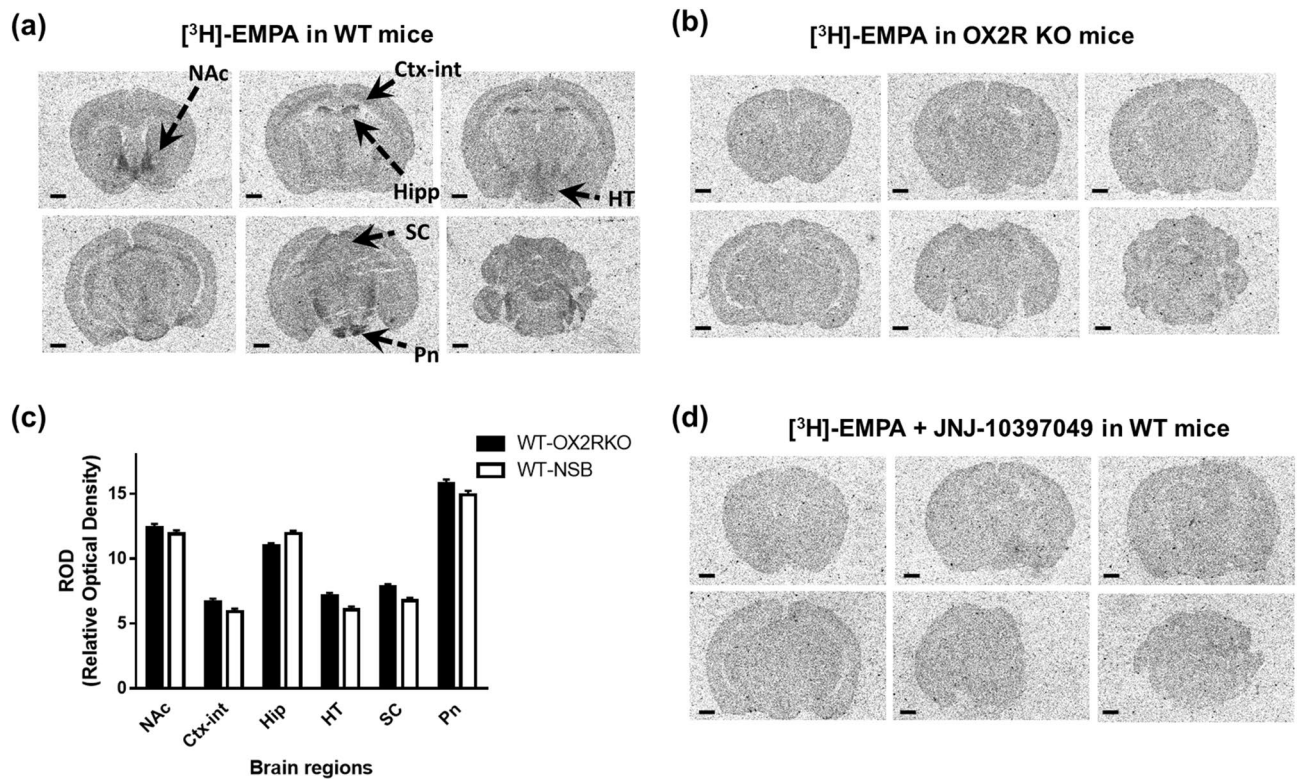 (a)
[³H]-EMPA in WT mice
NAc
Ctx-int
Hipp
HT
SC
Pn
(b)
[³H]-EMPA in OX2R KO mice
(c)
WT-OX2RKO
WT-NSB
ROD
(Relative Optical Density)
15
10
5
0
NAc
Ctx-int
Hip
HT
SC
Pn
Brain regions
(d)
[³H]-EMPA + JNJ-10397049 in WT mice